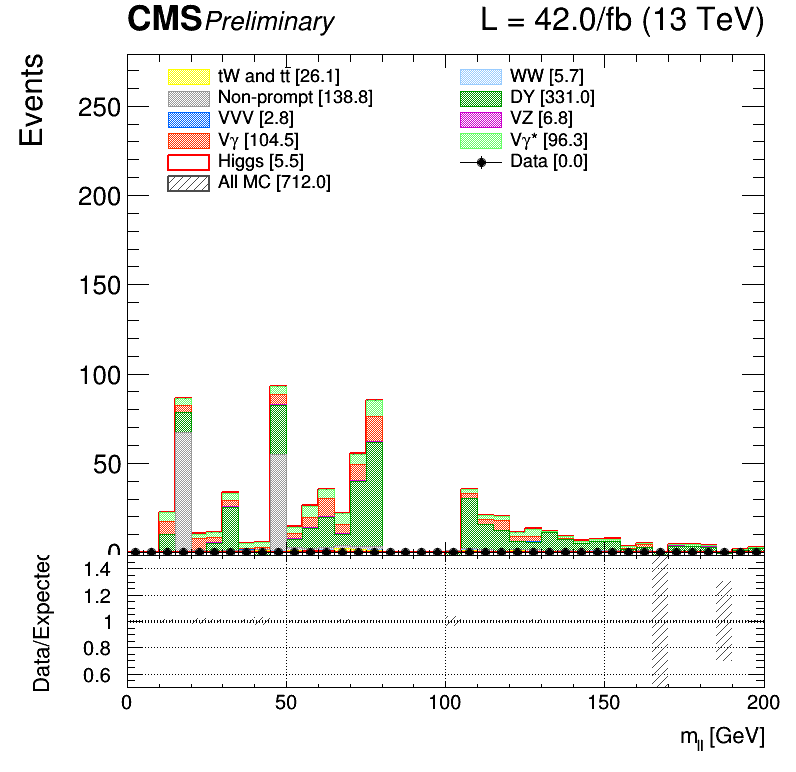 CMS Preliminary L = 42.0/fb (13 TeV)
Events
tW and tt̄ [26.1] WW [5.7]
Non-prompt [138.8] DY [331.0]
VVV [2.8] VZ [6.8]
Vγ [104.5] Vγ* [96.3]
Higgs [5.5] Data [0.0]
All MC [712.0]
250
200
150
100
50
0
Data/Expected
1.4
1.2
1
0.8
0.6
0 50 100 150 200
m_ll [GeV]